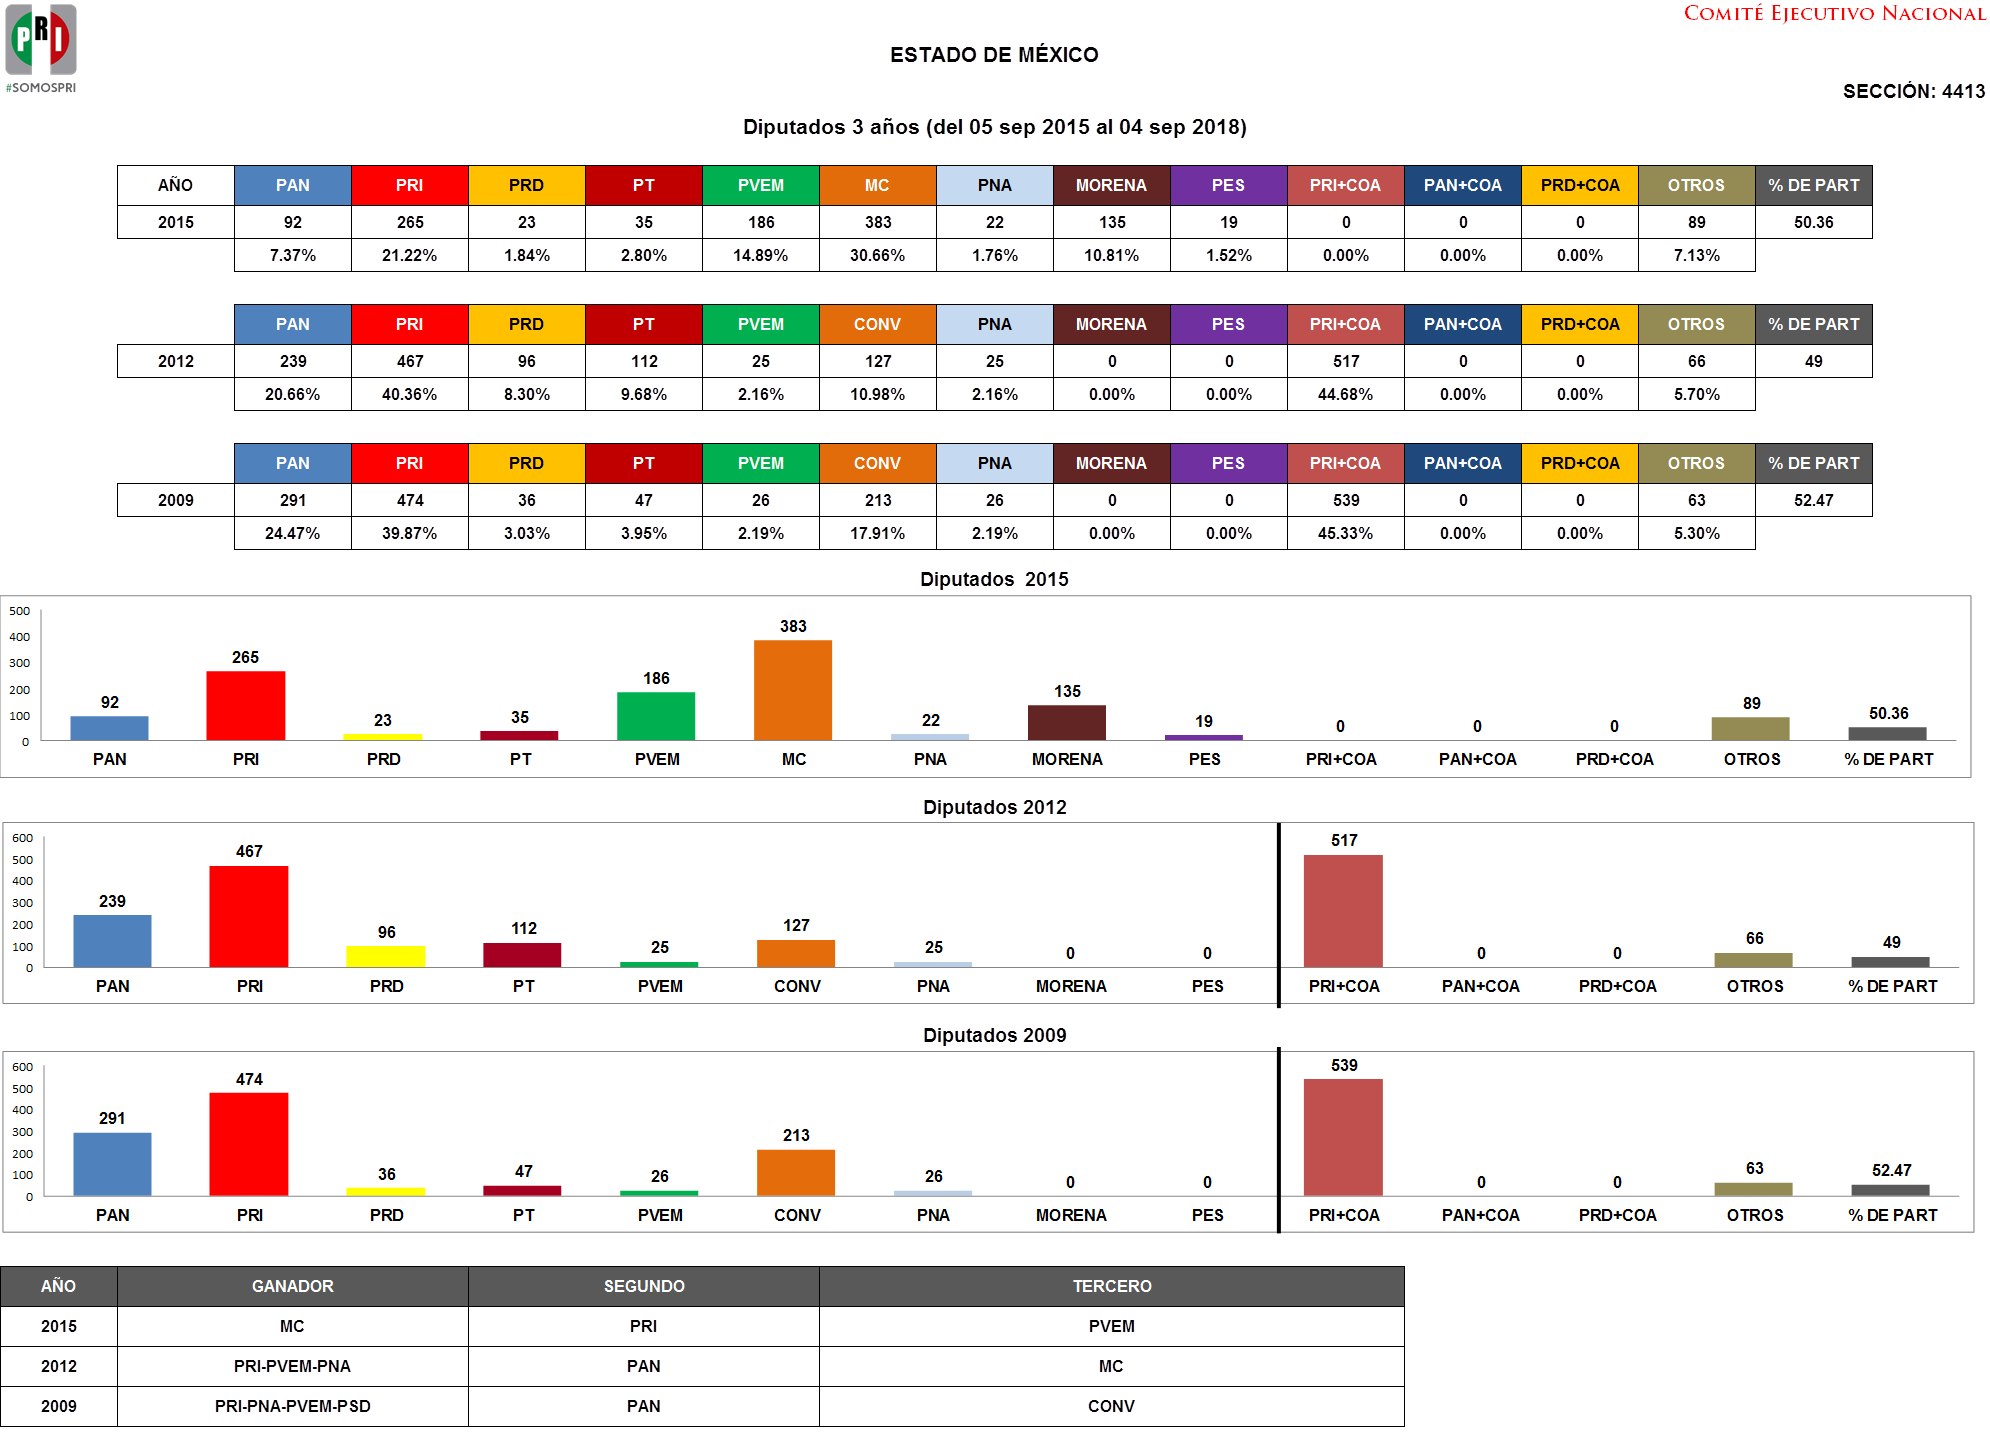 PRI
#SOMOSPRI
COMITÉ EJECUTIVO NACIONAL
ESTADO DE MÉXICO
SECCIÓN: 4413
Diputados 3 años (del 05 sep 2015 al 04 sep 2018)
AÑO PAN PRI PRD PT PVEM MC PNA MORENA PES PRI+COA PAN+COA PRD+COA OTROS % DE PART
2015 92 265 23 35 186 383 22 135 19 0 0 0 89 50.36
7.37% 21.22% 1.84% 2.80% 14.89% 30.66% 1.76% 10.81% 1.52% 0.00% 0.00% 0.00% 7.13%
PAN PRI PRD PT PVEM CONV PNA MORENA PES PRI+COA PAN+COA PRD+COA OTROS % DE PART
2012 239 467 96 112 25 127 25 0 0 517 0 0 66 49
20.66% 40.36% 8.30% 9.68% 2.16% 10.98% 2.16% 0.00% 0.00% 44.68% 0.00% 0.00% 5.70%
PAN PRI PRD PT PVEM CONV PNA MORENA PES PRI+COA PAN+COA PRD+COA OTROS % DE PART
2009 291 474 36 47 26 213 26 0 0 539 0 0 63 52.47
24.47% 39.87% 3.03% 3.95% 2.19% 17.91% 2.19% 0.00% 0.00% 45.33% 0.00% 0.00% 5.30%
Diputados 2015
500
400
300
200
100
0
92 265 23 35 186 383 22 135 19 0 0 0 89 50.36
PAN PRI PRD PT PVEM MC PNA MORENA PES PRI+COA PAN+COA PRD+COA OTROS % DE PART
Diputados 2012
600
500
400
300
200
100
0
239 467 96 112 25 127 25 0 0 517 0 0 66 49
PAN PRI PRD PT PVEM CONV PNA MORENA PES PRI+COA PAN+COA PRD+COA OTROS % DE PART
Diputados 2009
600
500
400
300
200
100
0
291 474 36 47 26 213 26 0 0 539 0 0 63 52.47
PAN PRI PRD PT PVEM CONV PNA MORENA PES PRI+COA PAN+COA PRD+COA OTROS % DE PART
AÑO GANADOR SEGUNDO TERCERO
2015 MC PRI PVEM
2012 PRI-PVEM-PNA PAN MC
2009 PRI-PNA-PVEM-PSD PAN CONV